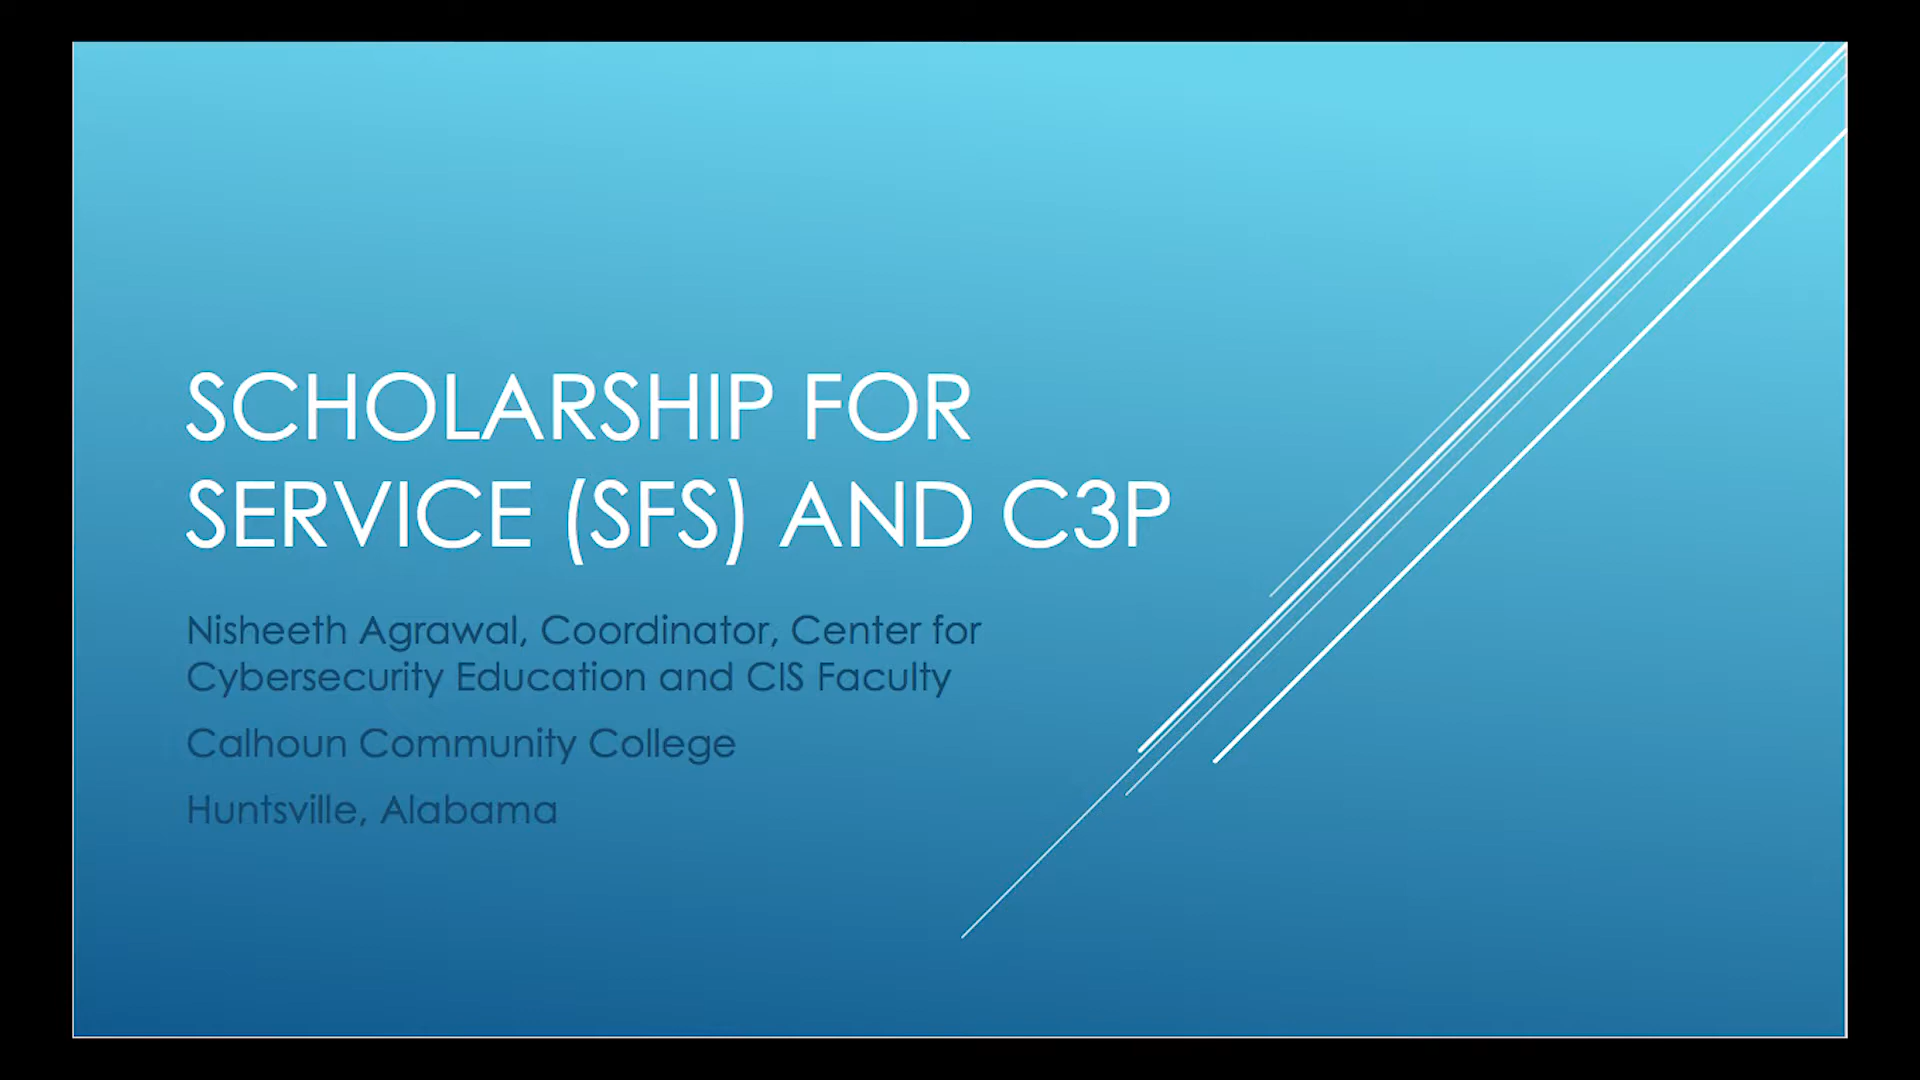 SCHOLARSHIP FOR
SERVICE (SFS) AND C3P
Nisheeth Agrawal, Coordinator, Center for
Cybersecurity Education and CIS Faculty
Calhoun Community College
Huntsville, Alabama